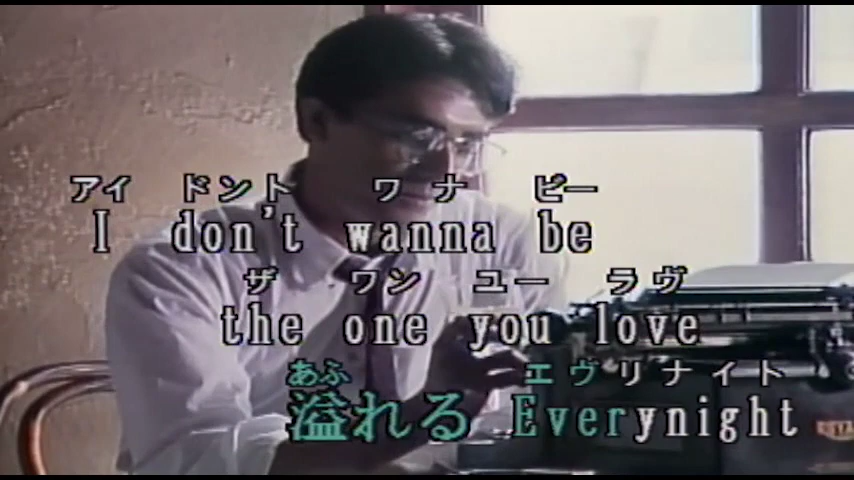 アイ ドント ワナ ビー
I don't wanna be
ザ ワン ユー ラヴ
the one you love
あふ エヴリナイト
溢れる Everynight